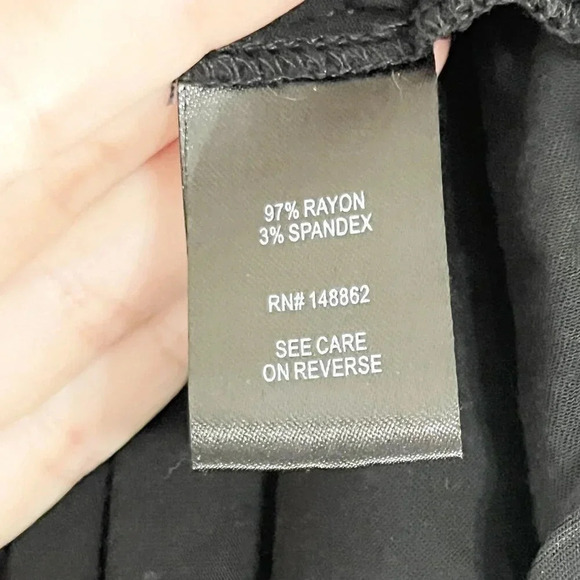 97% RAYON
3% SPANDEX
RN# 148862
SEE CARE
ON REVERSE